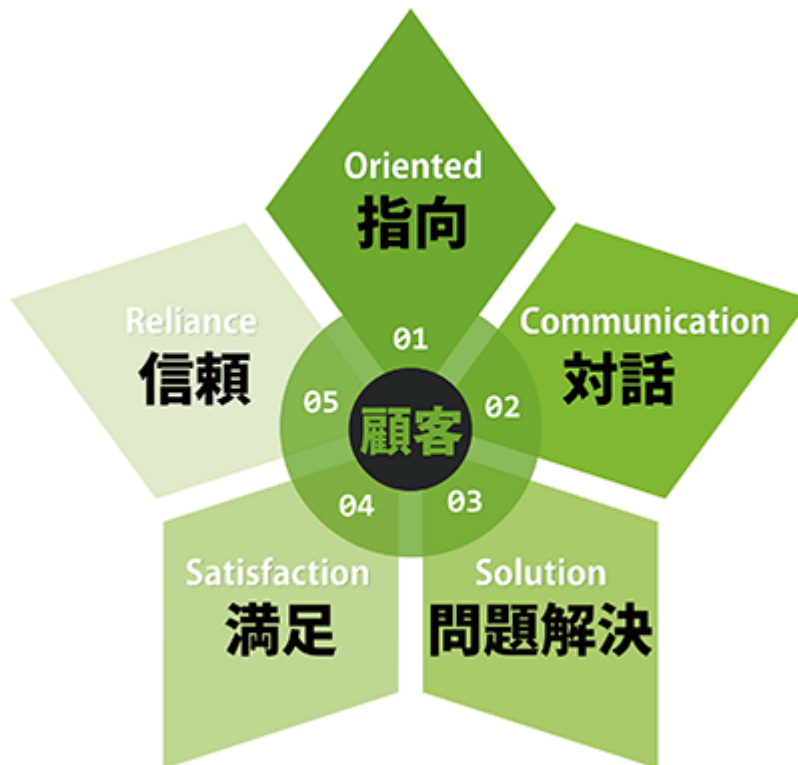 Oriented
指向
01
Communication
対話
02
Solution
問題解決
03
Satisfaction
満足
04
Reliance
信頼
05
顧客